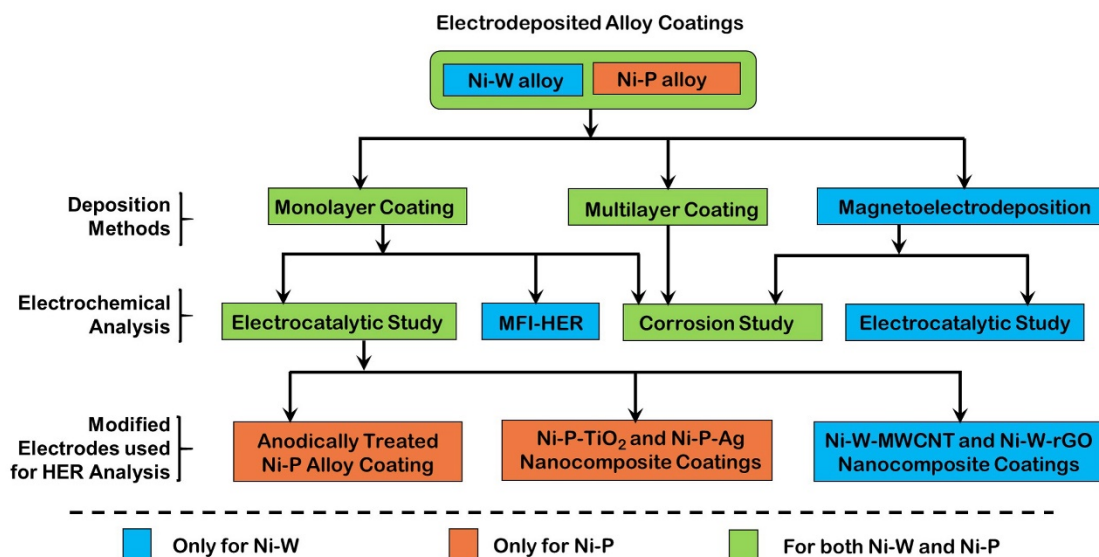 Electrodeposited Alloy Coatings
Ni-W alloy
Ni-P alloy
Deposition
Methods
Monolayer Coating
Multilayer Coating
Magnetoelectrodeposition
Electrochemical
Analysis
Electrocatalytic Study
MFI-HER
Corrosion Study
Electrocatalytic Study
Modified
Electrodes used
for HER Analysis
Anodically Treated
Ni-P Alloy Coating
Ni-P-TiO₂ and Ni-P-Ag
Nanocomposite Coatings
Ni-W-MWCNT and Ni-W-rGO
Nanocomposite Coatings
Only for Ni-W
Only for Ni-P
For both Ni-W and Ni-P